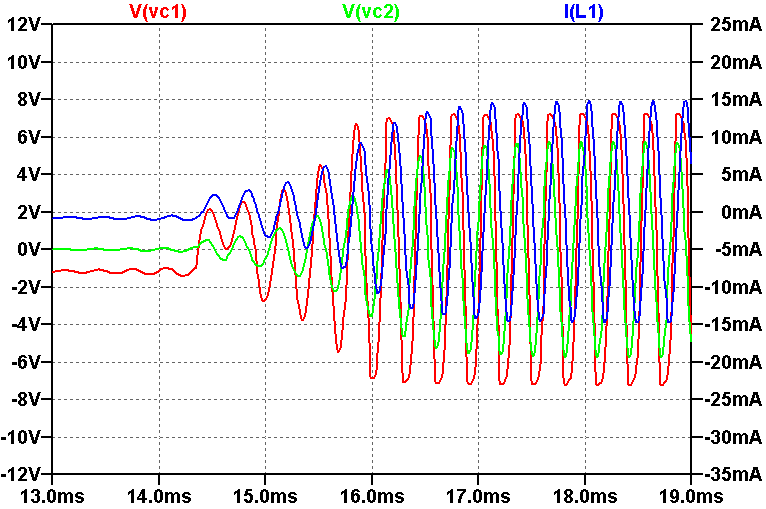 V(vc1) V(vc2) I(L1)
12V 25mA
10V 20mA
8V 15mA
6V 10mA
4V 5mA
2V 0mA
0V -5mA
-2V -10mA
-4V -15mA
-6V -20mA
-8V -25mA
-10V -30mA
-12V -35mA
13.0ms 14.0ms 15.0ms 16.0ms 17.0ms 18.0ms 19.0ms